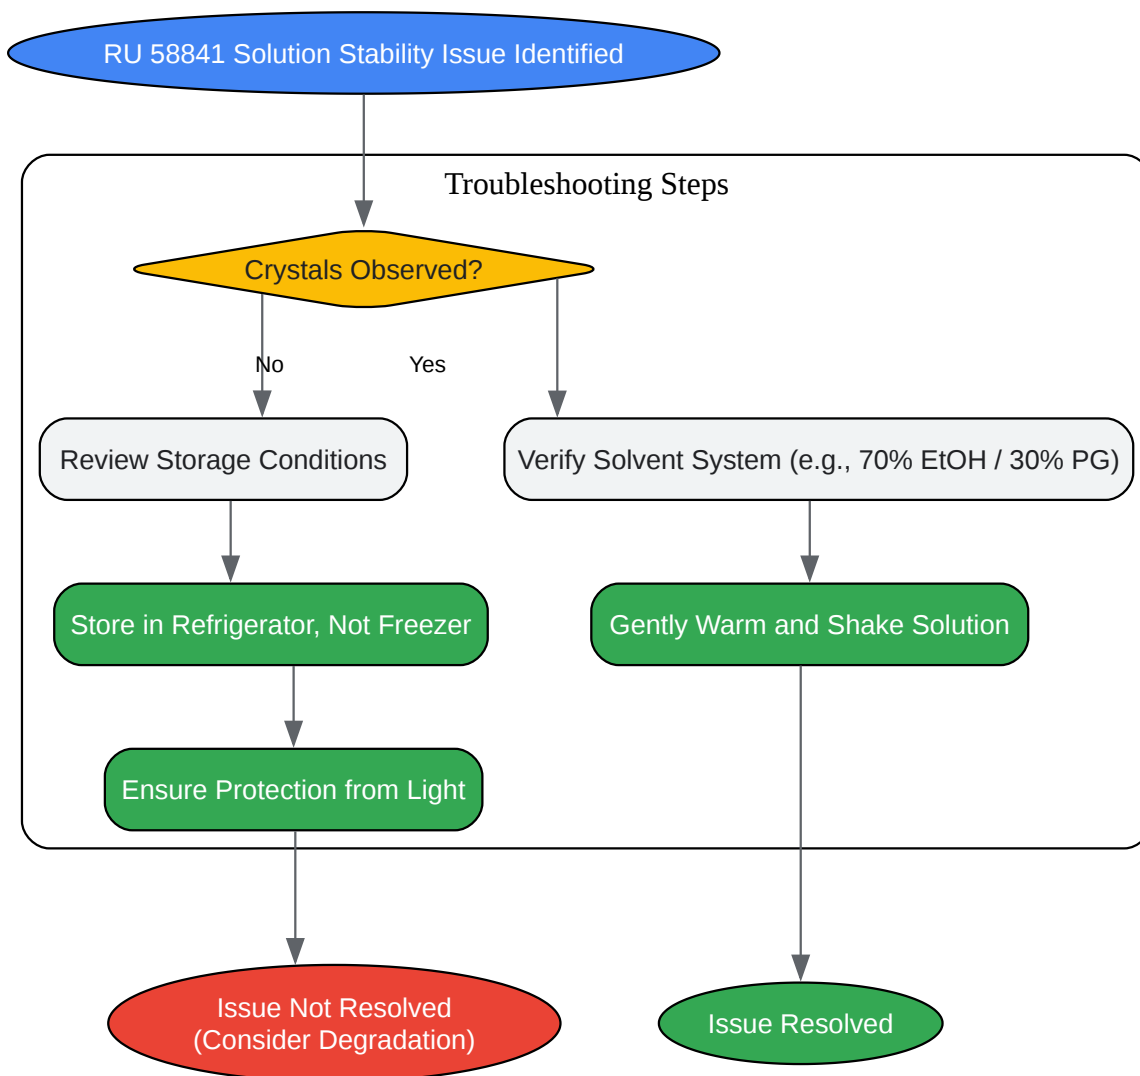 RU 58841 Solution Stability Issue Identified
Troubleshooting Steps
Crystals Observed?
No
Yes
Review Storage Conditions
Verify Solvent System (e.g., 70% EtOH / 30% PG)
Store in Refrigerator, Not Freezer
Gently Warm and Shake Solution
Ensure Protection from Light
Issue Not Resolved
(Consider Degradation)
Issue Resolved